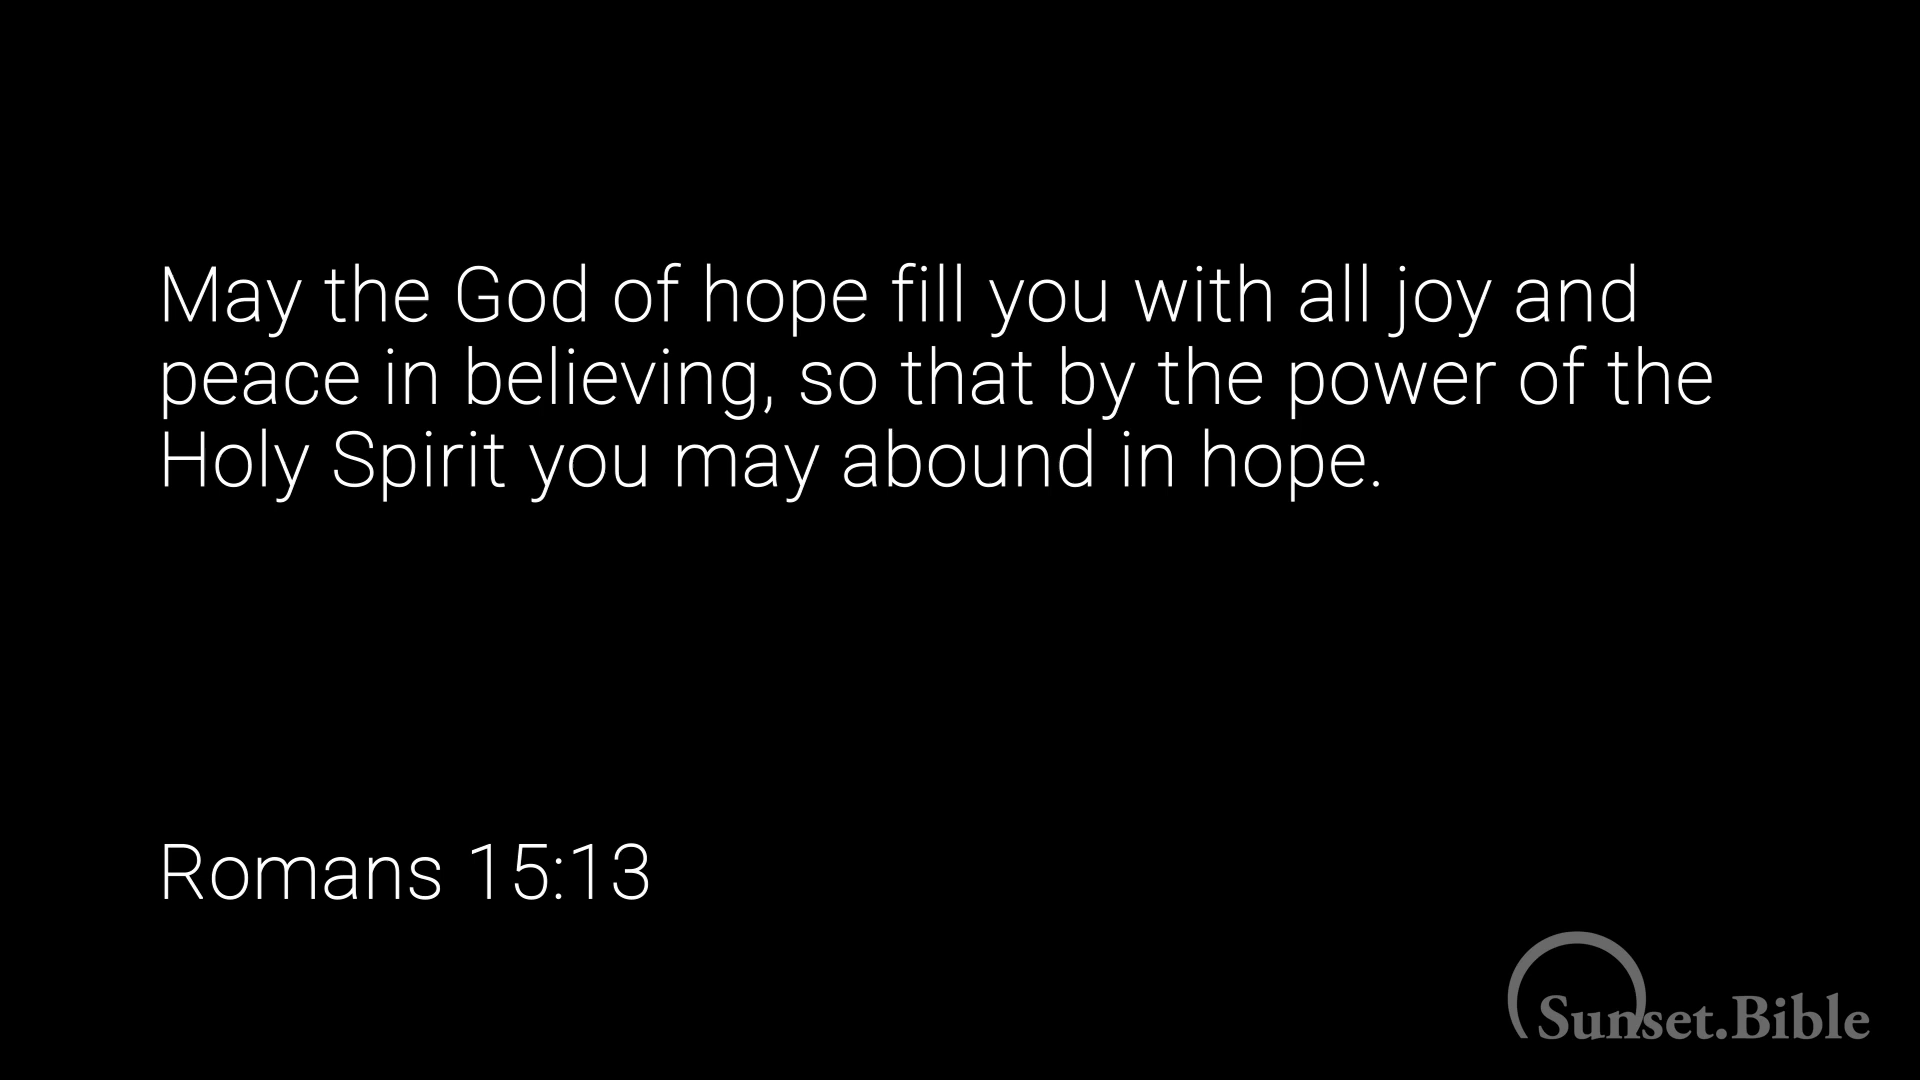 May the God of hope fill you with all joy and
peace in believing, so that by the power of the
Holy Spirit you may abound in hope.
Romans 15:13
Sunset.Bible